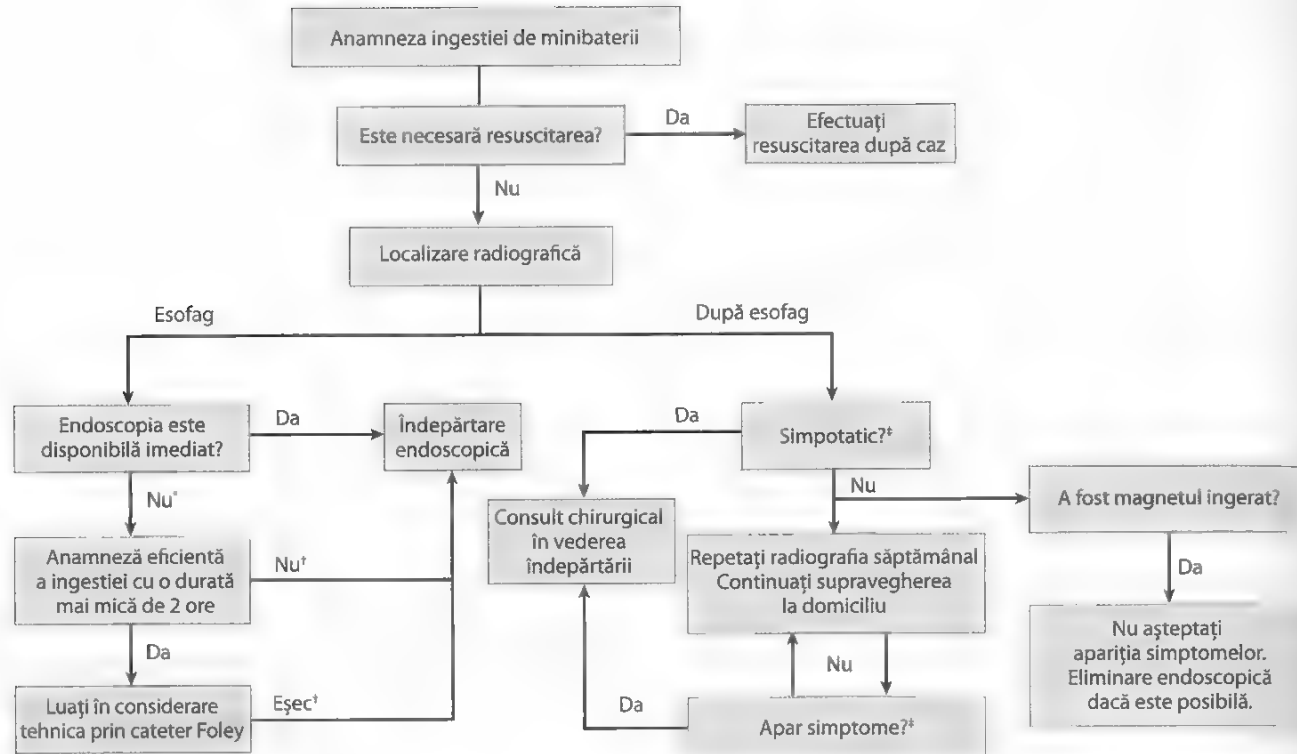 Anamneza ingestiei de minibaterii
Este necesară resuscitarea?
Da
Efectuați
resuscitarea după caz
Nu
Localizare radiografică
Esofag
După esofag
Endoscopia este
disponibilă imediat?
Da
Îndepărtare
endoscopică
Da
Simpotatic?‡
Nu
A fost magnetul ingerat?
Nu*
Consult chirurgical
în vederea
îndepărtării
Anamneză eficientă
a ingestiei cu o durată
mai mică de 2 ore
Nu†
Repetați radiografia săptămânal
Continuați supravegherea
la domiciliu
Da
Nu așteptați
apariția simptomelor.
Eliminare endoscopică
dacă este posibilă.
Da
Nu
Luați în considerare
tehnica prin cateter Foley
Eșec†
Da
Apar simptome?‡